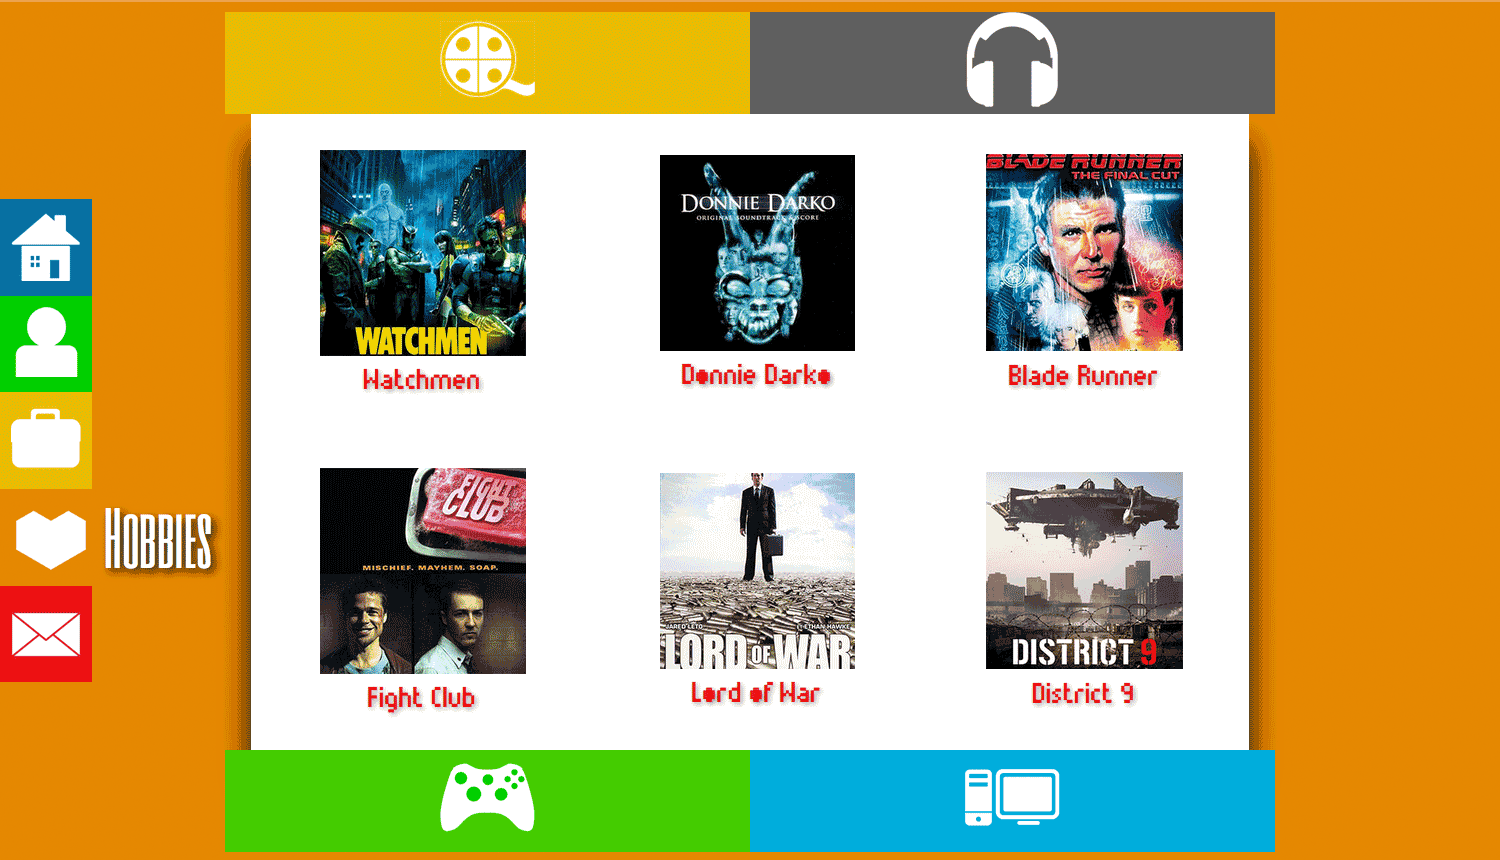 DONNIE DARKO
ORIGINAL SOUNDTRACK & SCORE
BLADE RUNNER
THE FINAL CUT
WATCHMEN
Watchmen
Donnie Darko
Blade Runner
FIGHT
CLUB
MISCHIEF. MAYHEM. SOAP.
HOBBIES
JARED LETO
ETHAN HAWKE
LORD OF WAR
DISTRICT 9
Fight Club
Lord of War
District 9